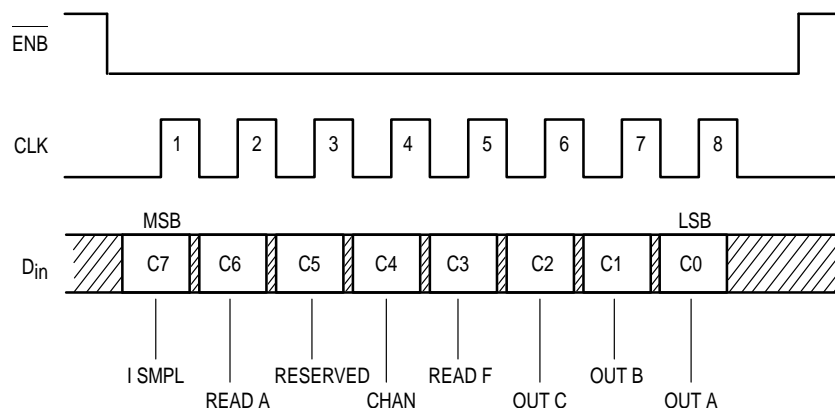 ENB
CLK
1 2 3 4 5 6 7 8
MSB LSB
Din
C7 C6 C5 C4 C3 C2 C1 C0
I SMPL RESERVED READ F OUT B
READ A CHAN OUT C OUT A